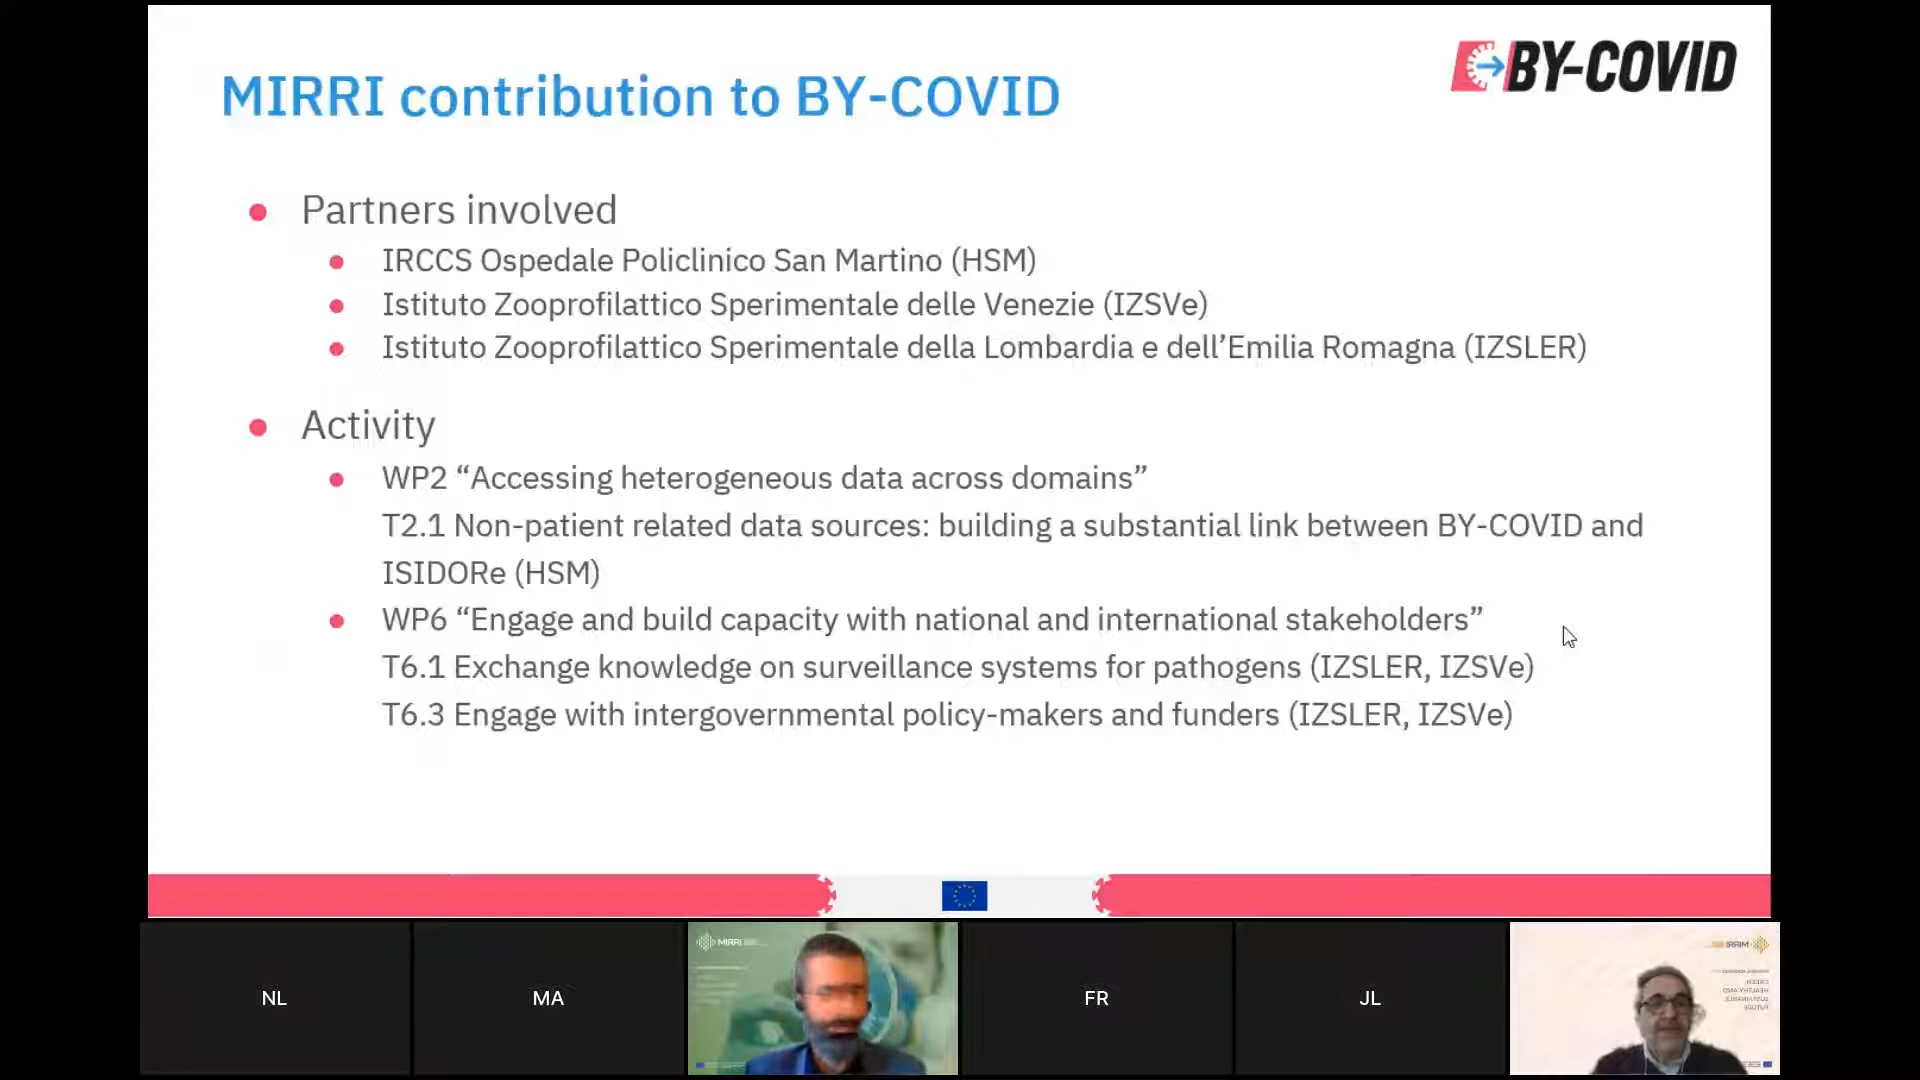 BY-COVID
MIRRI contribution to BY-COVID
Partners involved
IRCCS Ospedale Policlinico San Martino (HSM)
Istituto Zooprofilattico Sperimentale delle Venezie (IZSVe)
Istituto Zooprofilattico Sperimentale della Lombardia e dell’Emilia Romagna (IZSLER)
Activity
WP2 “Accessing heterogeneous data across domains”
T2.1 Non-patient related data sources: building a substantial link between BY-COVID and
ISIDORe (HSM)
WP6 “Engage and build capacity with national and international stakeholders”
T6.1 Exchange knowledge on surveillance systems for pathogens (IZSLER, IZSVe)
T6.3 Engage with intergovernmental policy-makers and funders (IZSLER, IZSVe)
NL
MA
MIRRI
FR
JL
MIRRI